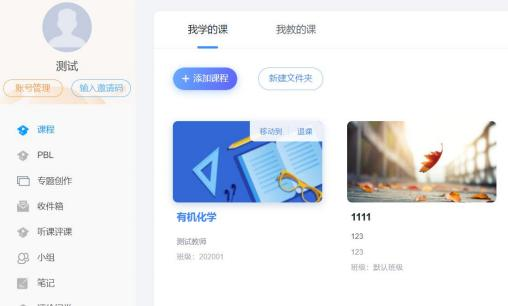 测试
账号管理
输入邀请码
课程
PBL
专题创作
收件箱
听课评课
小组
笔记
我学的课
我教的课
+ 添加课程
新建文件夹
移动到
退课
有机化学
测试教师
班级：202001
1111
123
123
班级：默认班级